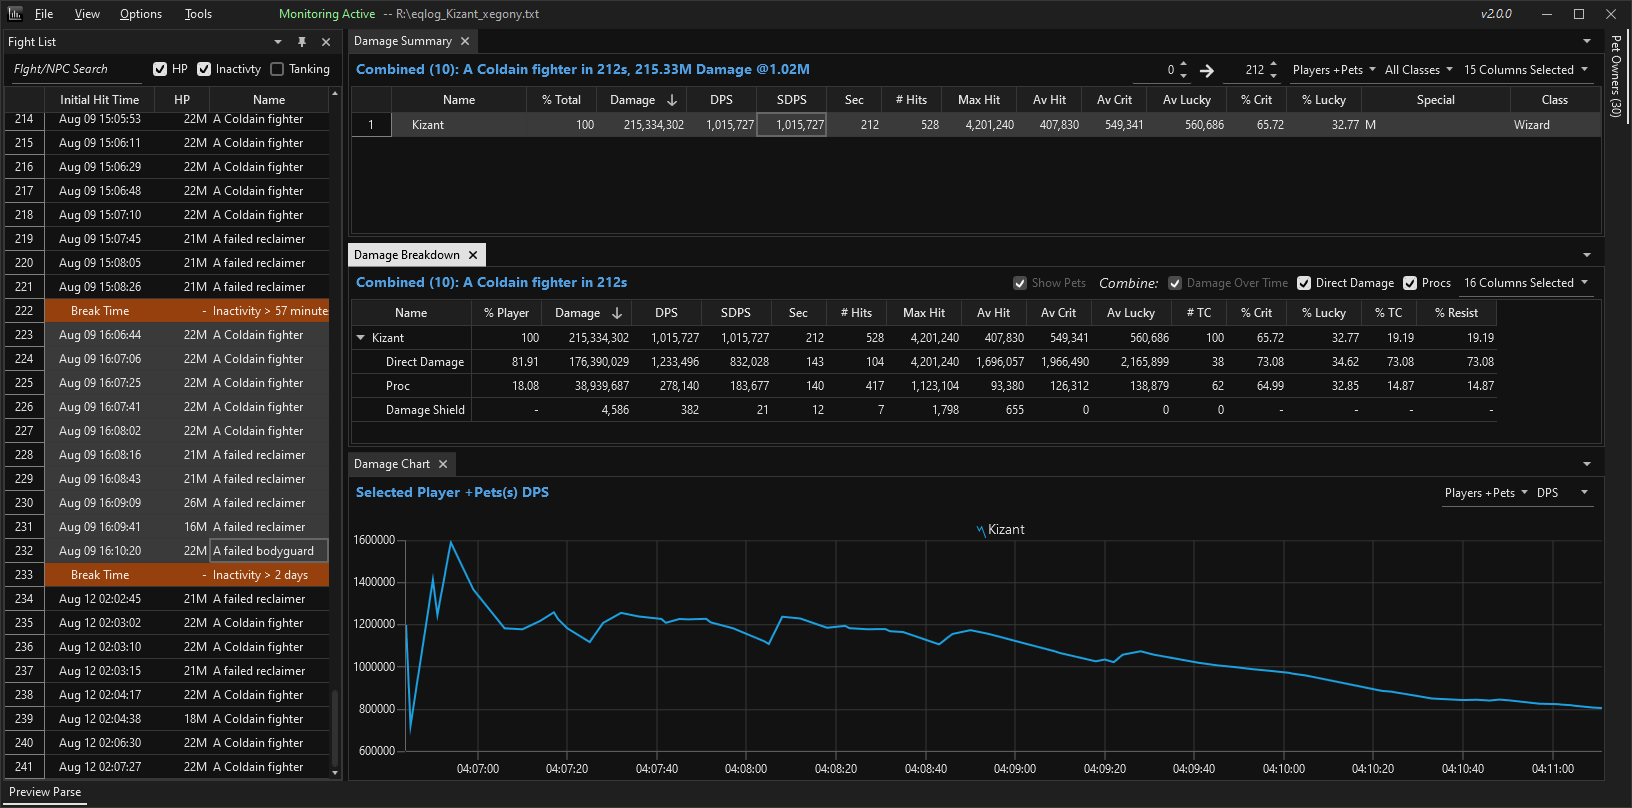 File View Options Tools Monitoring Active -- R:\eqlog_Kizant_xegony.txt v2.0.0
Fight List
FIght/NPC Search HP Inactivty Tanking
Initial Hit Time HP Name
214 Aug 09 15:05:53 22M A Coldain fighter
215 Aug 09 15:06:11 22M A Coldain fighter
216 Aug 09 15:06:29 22M A Coldain fighter
217 Aug 09 15:06:48 22M A Coldain fighter
218 Aug 09 15:07:10 22M A Coldain fighter
219 Aug 09 15:07:45 21M A failed reclaimer
220 Aug 09 15:08:05 21M A failed reclaimer
221 Aug 09 15:08:26 21M A failed reclaimer
222 Break Time - Inactivity > 57 minute
223 Aug 09 16:06:44 22M A Coldain fighter
224 Aug 09 16:07:06 22M A Coldain fighter
225 Aug 09 16:07:25 22M A Coldain fighter
226 Aug 09 16:07:41 22M A Coldain fighter
227 Aug 09 16:08:02 22M A Coldain fighter
228 Aug 09 16:08:16 21M A failed reclaimer
229 Aug 09 16:08:43 21M A failed reclaimer
230 Aug 09 16:09:09 26M A failed reclaimer
231 Aug 09 16:09:41 16M A failed reclaimer
232 Aug 09 16:10:20 22M A failed bodyguard
233 Break Time - Inactivity > 2 days
234 Aug 12 02:02:45 21M A failed reclaimer
235 Aug 12 02:03:02 22M A Coldain fighter
236 Aug 12 02:03:10 22M A Coldain fighter
237 Aug 12 02:03:15 21M A failed reclaimer
238 Aug 12 02:04:17 22M A Coldain fighter
239 Aug 12 02:04:38 18M A Coldain fighter
240 Aug 12 02:06:30 22M A Coldain fighter
241 Aug 12 02:07:27 22M A Coldain fighter
Preview Parse
Damage Summary
Combined (10): A Coldain fighter in 212s, 215.33M Damage @1.02M 0 212 Players +Pets All Classes 15 Columns Selected
Name % Total Damage DPS SDPS Sec # Hits Max Hit Av Hit Av Crit Av Lucky % Crit % Lucky Special Class
1 Kizant 100 215,334,302 1,015,727 1,015,727 212 528 4,201,240 407,830 549,341 560,686 65.72 32.77 M Wizard
Damage Breakdown
Combined (10): A Coldain fighter in 212s Show Pets Combine: Damage Over Time Direct Damage Procs 16 Columns Selected
Name % Player Damage DPS SDPS Sec # Hits Max Hit Av Hit Av Crit Av Lucky # TC % Crit % Lucky % TC % Resist
Kizant 100 215,334,302 1,015,727 1,015,727 212 528 4,201,240 407,830 549,341 560,686 100 65.72 32.77 19.19 19.19
Direct Damage 81.91 176,390,029 1,233,496 832,028 143 104 4,201,240 1,696,057 1,966,490 2,165,899 38 73.08 34.62 73.08 73.08
Proc 18.08 38,939,687 278,140 183,677 140 417 1,123,104 93,380 126,312 138,879 62 64.99 32.85 14.87 14.87
Damage Shield - 4,586 382 21 12 7 1,798 655 0 0 0 - - - -
Damage Chart
Selected Player +Pets(s) DPS Players +Pets DPS
Kizant
1600000
1400000
1200000
1000000
800000
600000
04:07:00 04:07:20 04:07:40 04:08:00 04:08:20 04:08:40 04:09:00 04:09:20 04:09:40 04:10:00 04:10:20 04:10:40 04:11:00
Pet Owners (30)